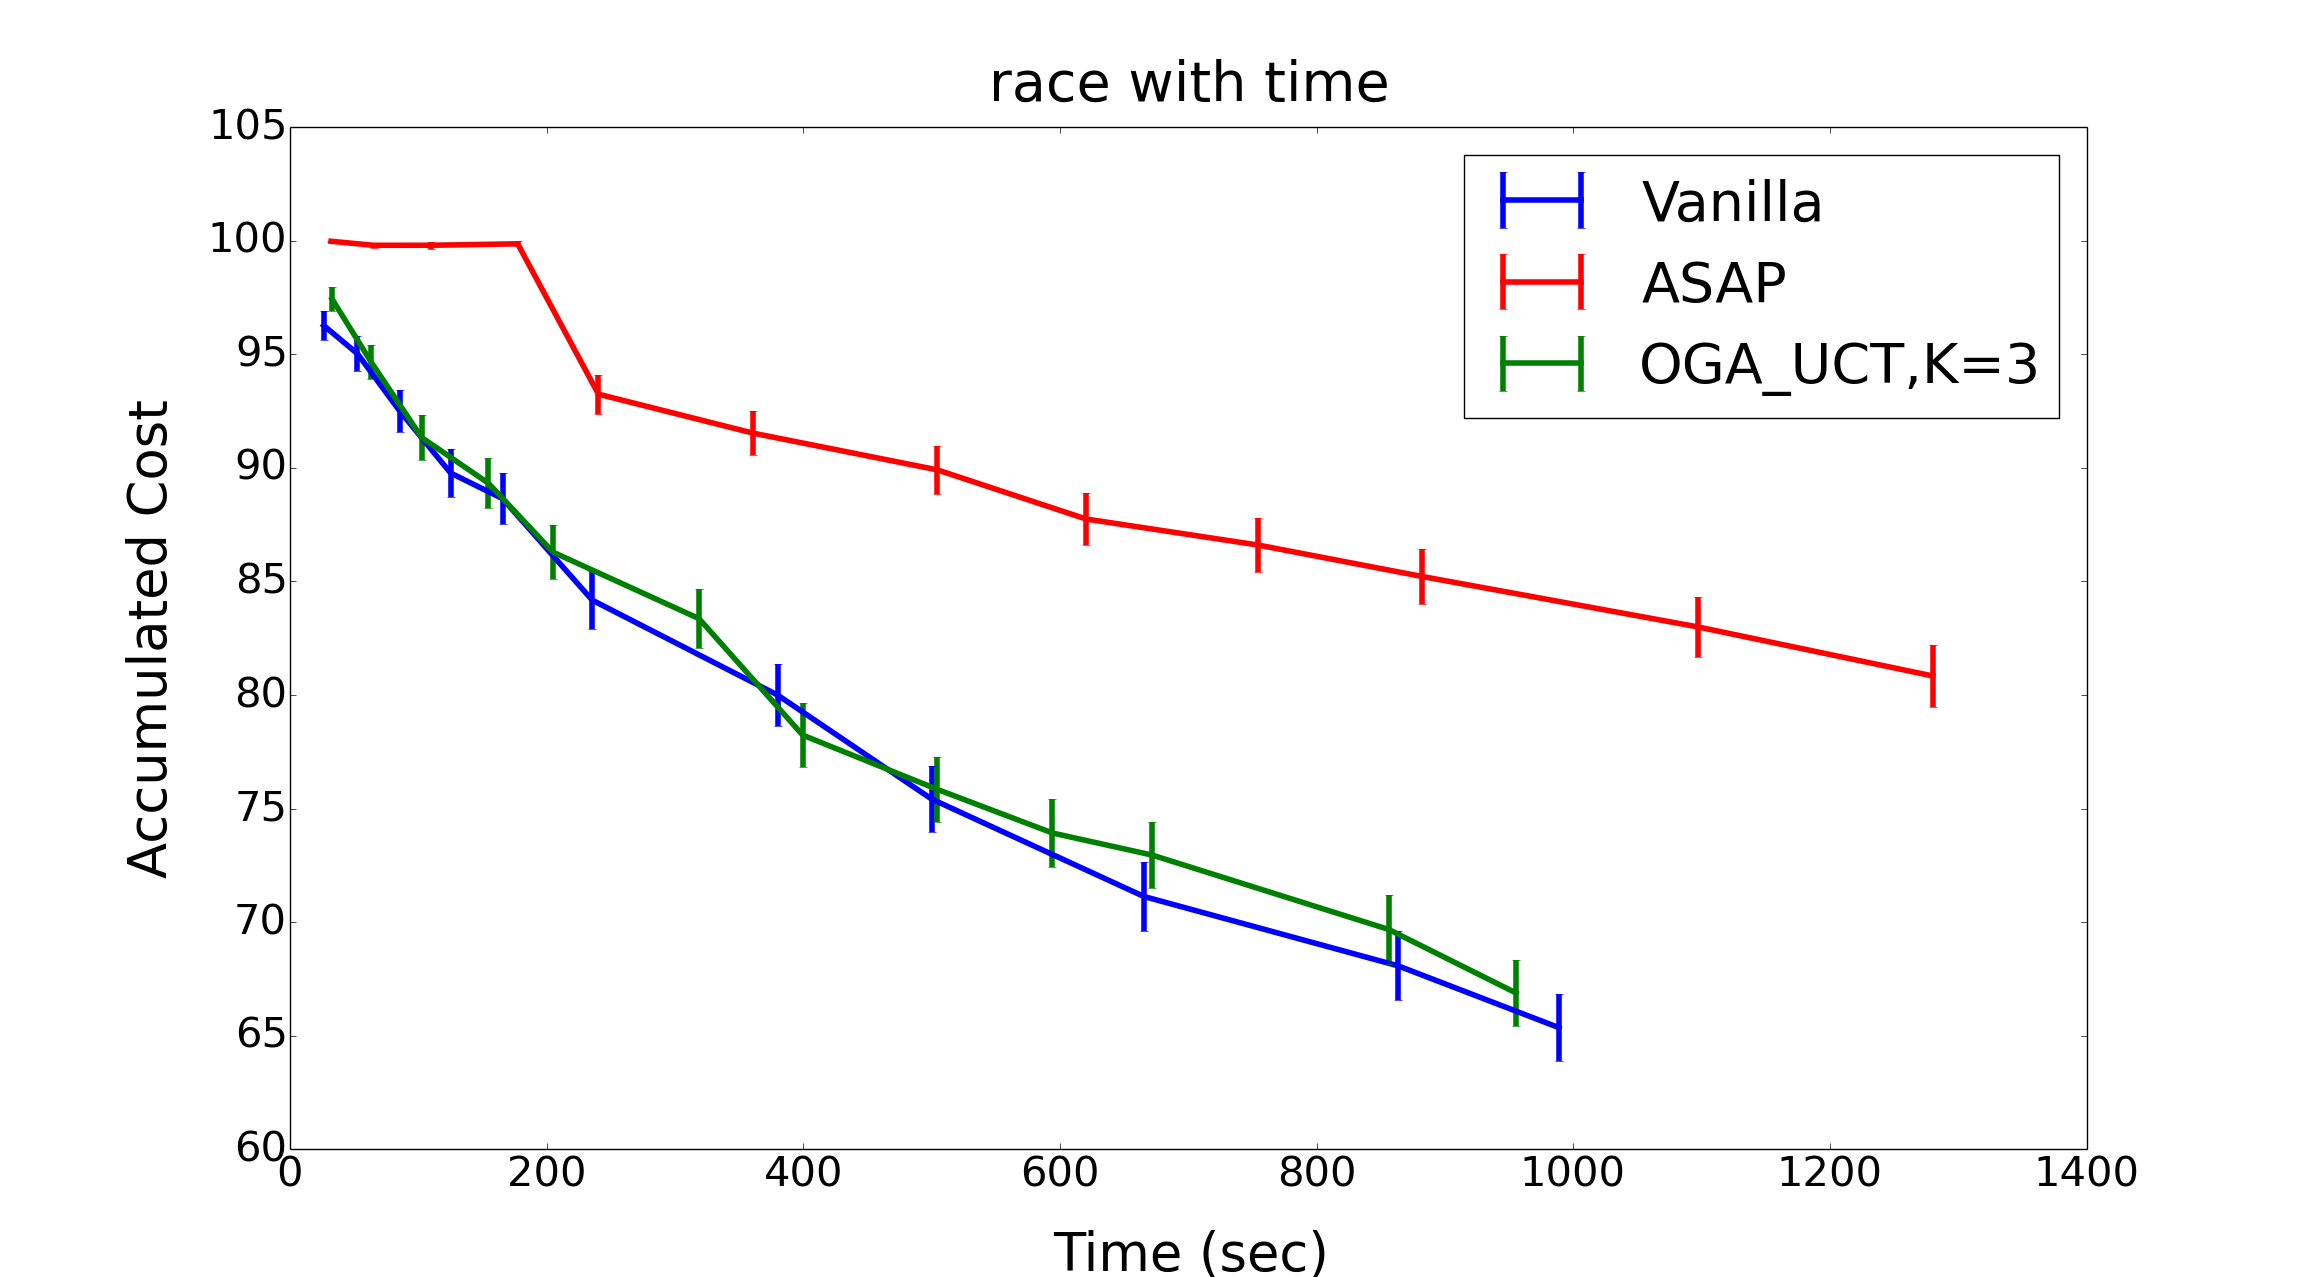 race with time
105
100
95
90
85
80
75
70
65
60
Accumulated Cost
Vanilla
ASAP
OGA_UCT,K=3
0 200 400 600 800 1000 1200 1400
Time (sec)